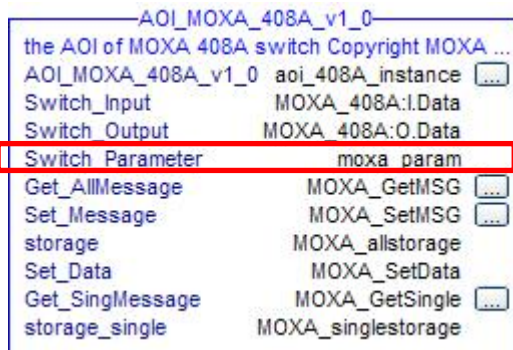 AOI_MOXA_408A_v1_0
the AOI of MOXA 408A switch Copyright MOXA ...
AOI_MOXA_408A_v1_0 aoi_408A_instance ...
Switch_Input MOXA_408A:I.Data
Switch_Output MOXA_408A:O.Data
Switch_Parameter moxa_param
Get_AllMessage MOXA_GetMSG ...
Set_Message MOXA_SetMSG ...
storage MOXA_allstorage
Set_Data MOXA_SetData
Get_SingMessage MOXA_GetSingle ...
storage_single MOXA_singlestorage